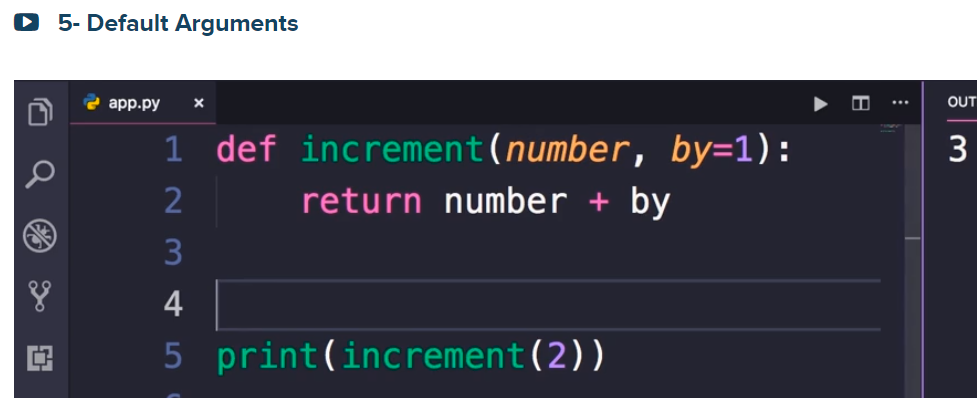 5- Default Arguments
app.py ×
OUT
1 def increment(number, by=1):
2 return number + by
3
4
5 print(increment(2))
3